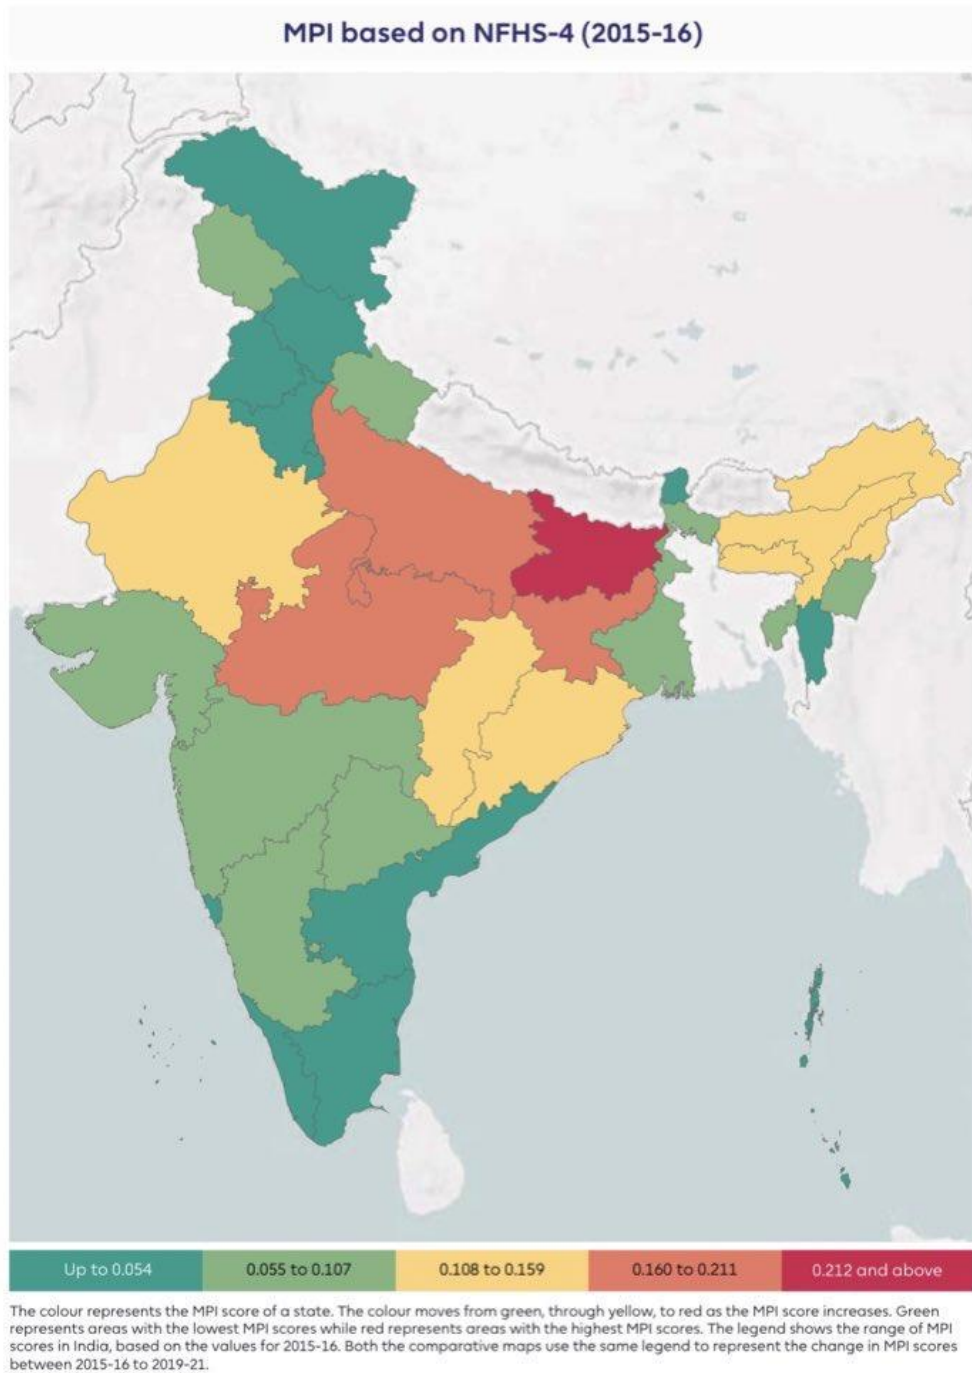 MPI based on NFHS-4 (2015-16)
Up to 0.054
0.055 to 0.107
0.108 to 0.159
0.160 to 0.211
0.212 and above
The colour represents the MPI score of a state. The colour moves from green, through yellow, to red as the MPI score increases. Green
represents areas with the lowest MPI scores while red represents areas with the highest MPI scores. The legend shows the range of MPI
scores in India, based on the values for 2015-16. Both the comparative maps use the same legend to represent the change in MPI scores
between 2015-16 to 2019-21.